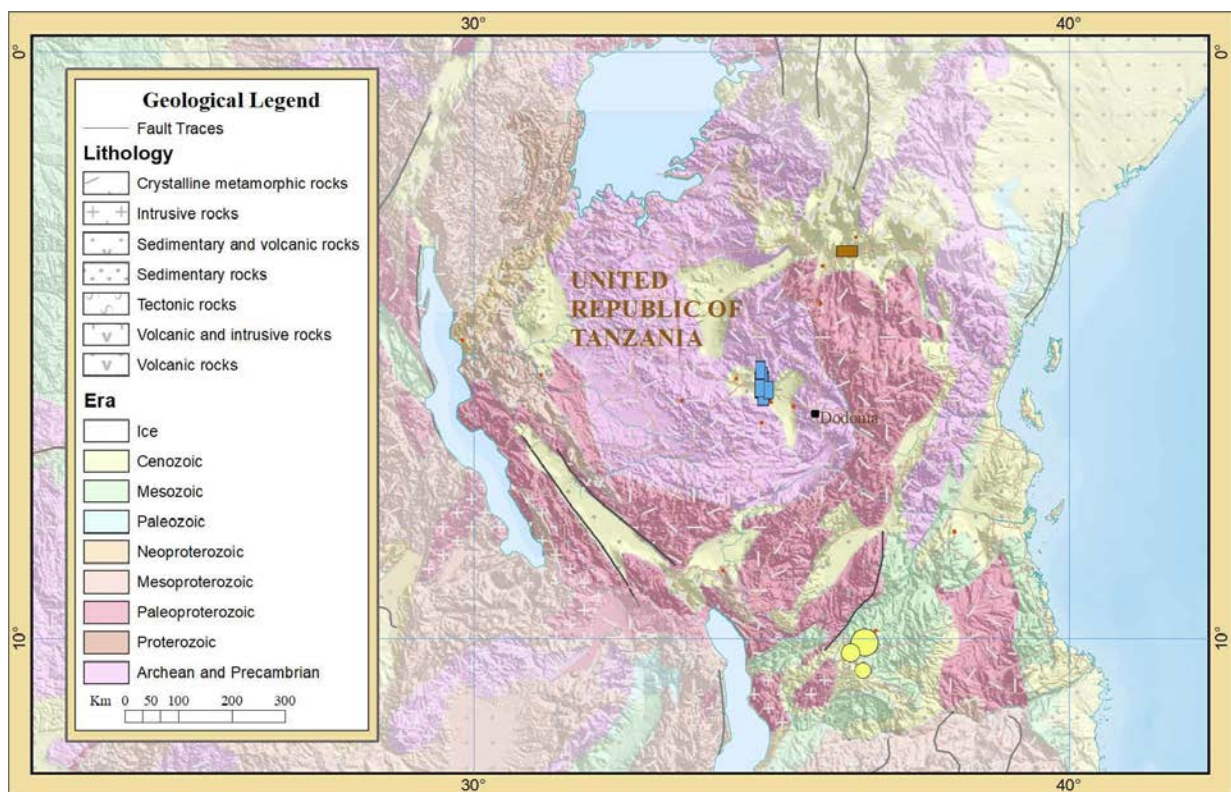 30°
40°
0°
0°
Geological Legend
Fault Traces
Lithology
Crystalline metamorphic rocks
Intrusive rocks
Sedimentary and volcanic rocks
Sedimentary rocks
Tectonic rocks
Volcanic and intrusive rocks
Volcanic rocks
Era
Ice
Cenozoic
Mesozoic
Paleozoic
Neoproterozoic
Mesoproterozoic
Paleoproterozoic
Proterozoic
Archean and Precambrian
Km 0 50 100 200 300
UNITED
REPUBLIC OF
TANZANIA
Dodoma
10°
10°
30°
40°